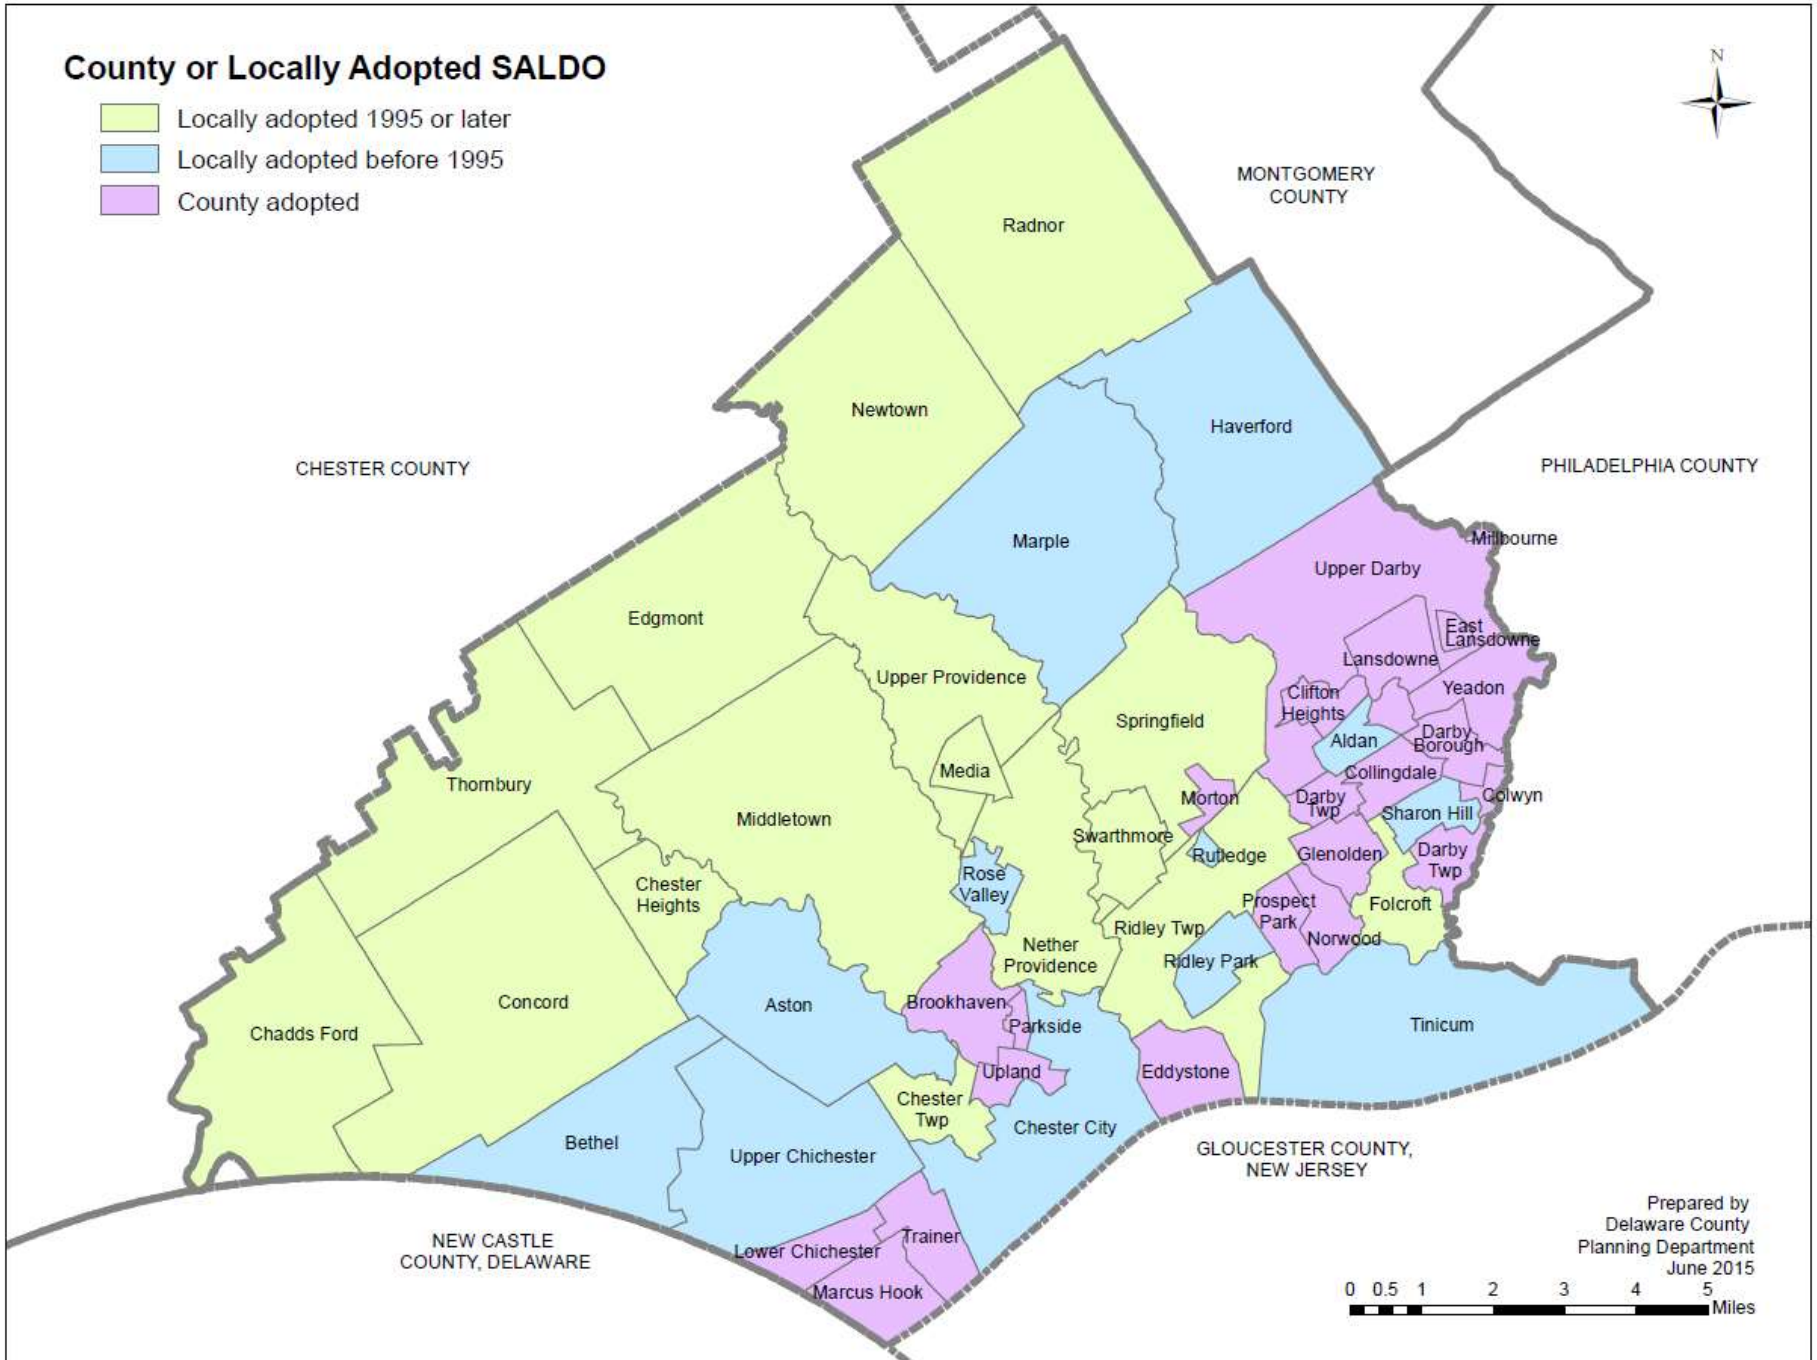 County or Locally Adopted SALDO
Locally adopted 1995 or later
Locally adopted before 1995
County adopted
N
MONTGOMERY
COUNTY
Radnor
Newtown
Haverford
CHESTER COUNTY
PHILADELPHIA COUNTY
Marple
Millbourne
Upper Darby
Edgmont
East
Lansdowne
Lansdowne
Upper Providence
Yeadon
Clifton
Heights
Springfield
Aldan
Darby
Borough
Media
Collingdale
Thornbury
Morton
Darby
Twp
Colwyn
Sharon Hill
Middletown
Swarthmore
Rutledge
Glenolden
Darby
Twp
Chester
Heights
Rose
Valley
Prospect
Park
Folcroft
Ridley Twp
Norwood
Nether
Providence
Ridley Park
Concord
Aston
Brookhaven
Chadds Ford
Parkside
Tinicum
Upland
Eddystone
Chester
Twp
Chester City
Bethel
Upper Chichester
GLOUCESTER COUNTY,
NEW JERSEY
Trainer
Lower Chichester
NEW CASTLE
COUNTY, DELAWARE
Marcus Hook
Prepared by
Delaware County
Planning Department
June 2015
0 0.5 1 2 3 4 5
Miles